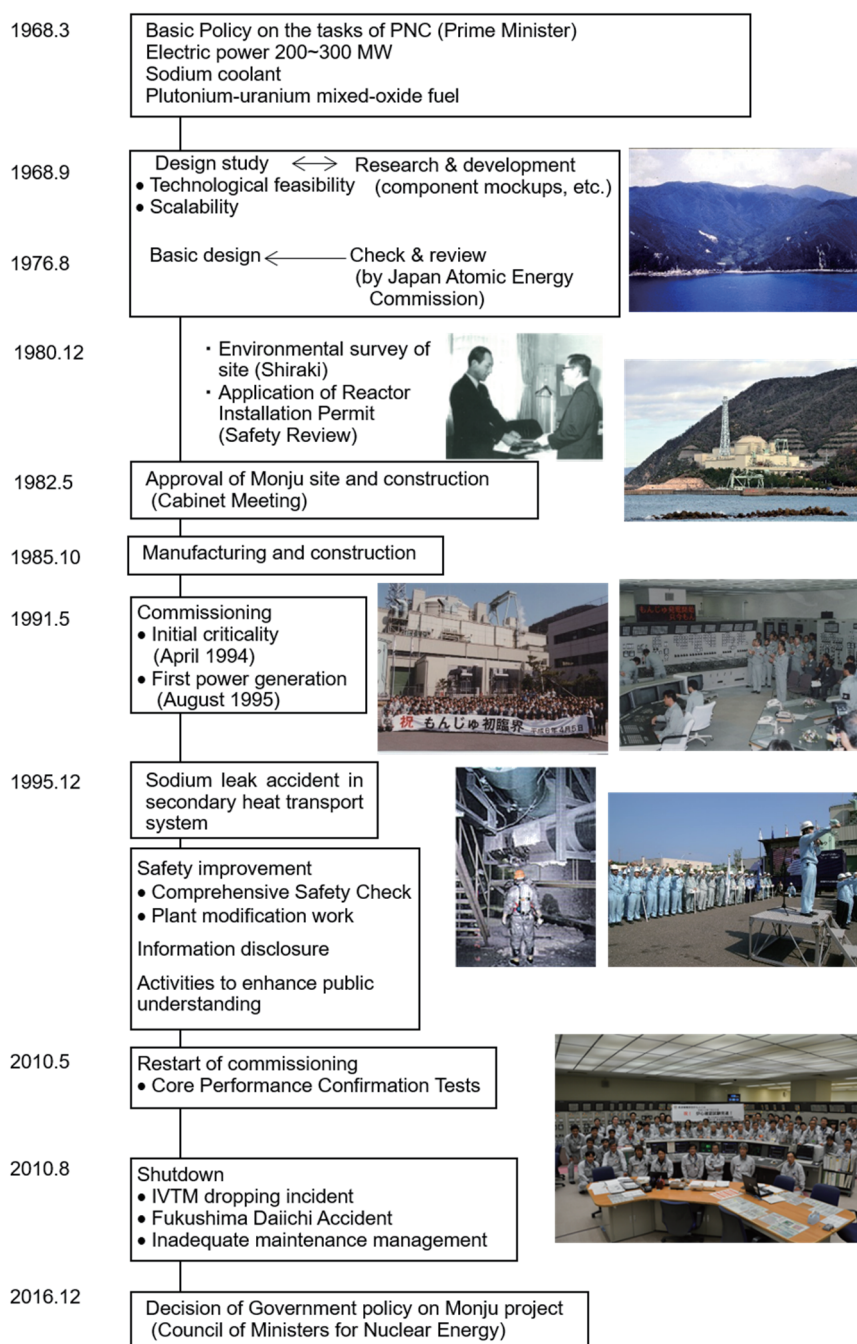 1968.3
Basic Policy on the tasks of PNC (Prime Minister)
Electric power 200~300 MW
Sodium coolant
Plutonium-uranium mixed-oxide fuel
1968.9
Design study ⟷ Research & development
• Technological feasibility (component mockups, etc.)
• Scalability
1976.8
Basic design ⟵ Check & review
(by Japan Atomic Energy
Commission)
1980.12
・Environmental survey of
site (Shiraki)
・Application of Reactor
Installation Permit
(Safety Review)
1982.5
Approval of Monju site and construction
(Cabinet Meeting)
1985.10
Manufacturing and construction
1991.5
Commissioning
• Initial criticality
(April 1994)
• First power generation
(August 1995)
祝 もんじゅ初臨界 平成6年4月5日
1995.12
Sodium leak accident in
secondary heat transport
system
Safety improvement
• Comprehensive Safety Check
• Plant modification work
Information disclosure
Activities to enhance public
understanding
2010.5
Restart of commissioning
• Core Performance Confirmation Tests
2010.8
Shutdown
• IVTM dropping incident
• Fukushima Daiichi Accident
• Inadequate maintenance management
2016.12
Decision of Government policy on Monju project
(Council of Ministers for Nuclear Energy)